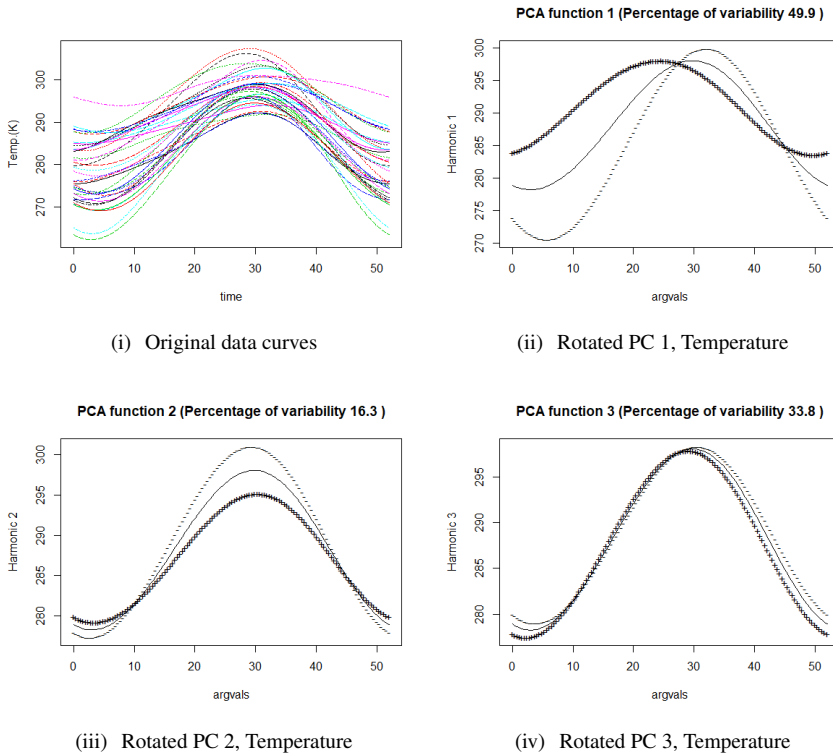 PCA function 1 (Percentage of variability 49.9 )
300
290
280
270
Temp.(K)
0 10 20 30 40 50
time
300
295
290
285
280
275
270
Harmonic 1
0 10 20 30 40 50
argvals
(i) Original data curves
(ii) Rotated PC 1, Temperature
PCA function 2 (Percentage of variability 16.3 )
PCA function 3 (Percentage of variability 33.8 )
300
295
290
285
280
Harmonic 2
0 10 20 30 40 50
argvals
295
290
285
280
Harmonic 3
0 10 20 30 40 50
argvals
(iii) Rotated PC 2, Temperature
(iv) Rotated PC 3, Temperature